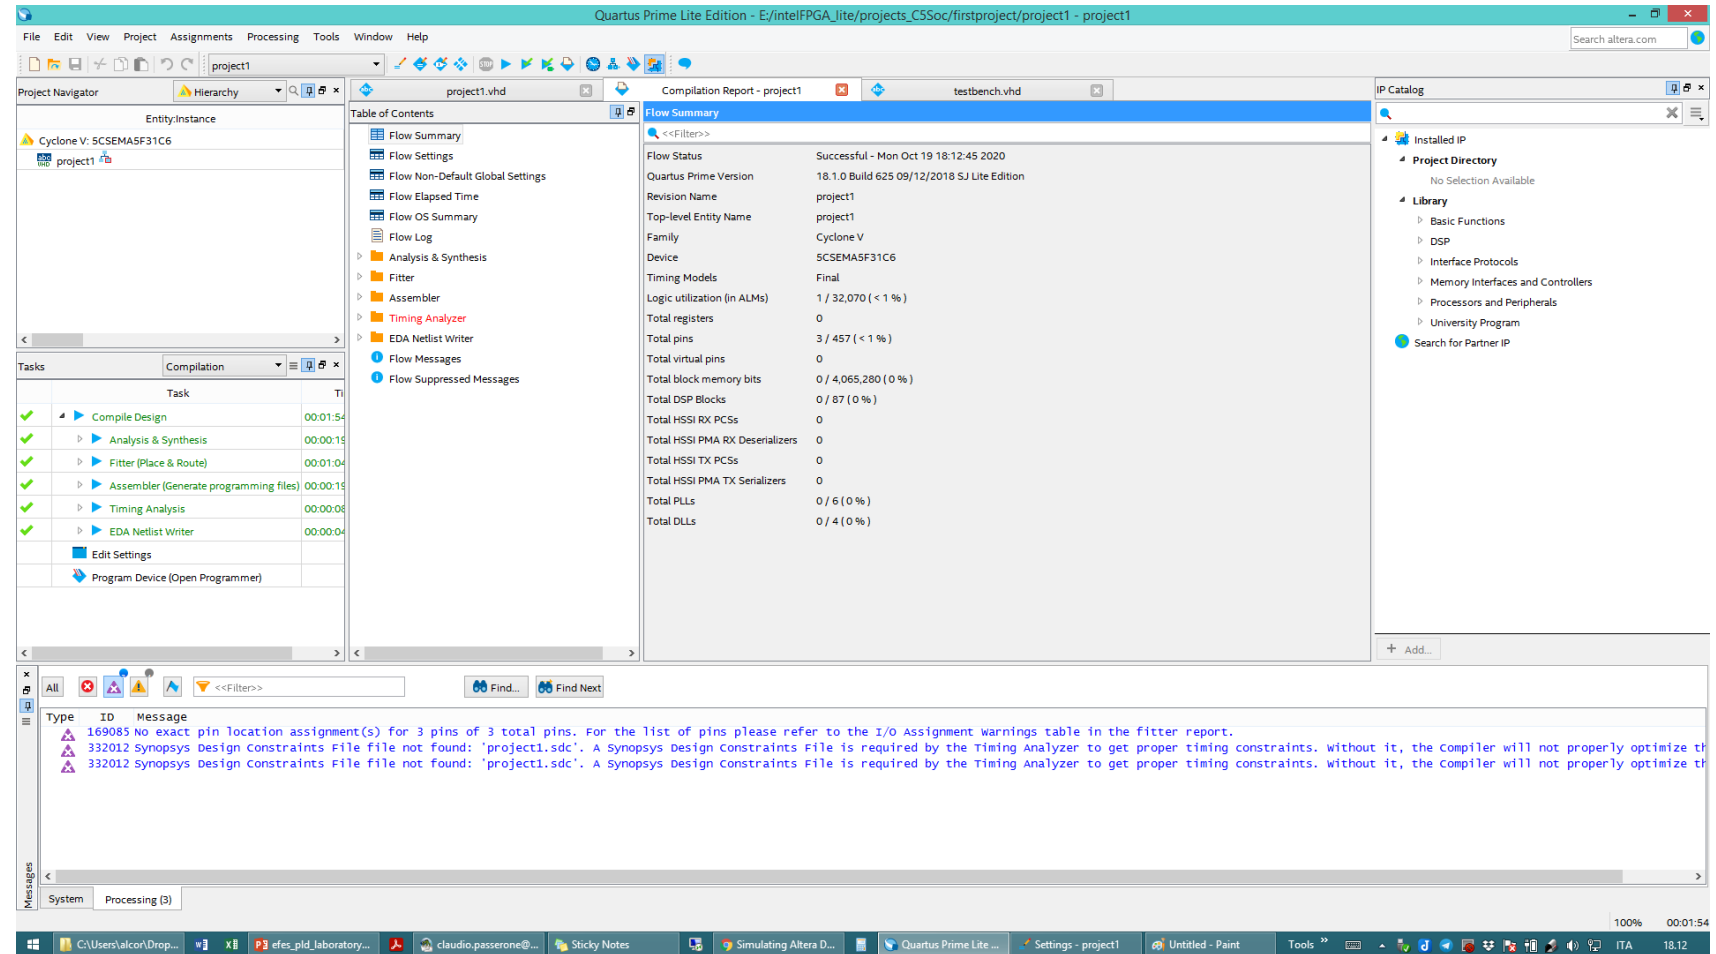 Quartus Prime Lite Edition - E:/intelFPGA_lite/projects_C5Soc/firstproject/project1 - project1
File Edit View Project Assignments Processing Tools Window Help
Search altera.com
project1
Project Navigator Hierarchy
Entity:Instance
Cyclone V: 5CSEMA5F31C6
project1
Tasks Compilation
Task Ti
Compile Design 00:01:54
Analysis & Synthesis 00:00:19
Fitter (Place & Route) 00:01:04
Assembler (Generate programming files) 00:00:19
Timing Analysis 00:00:08
EDA Netlist Writer 00:00:04
Edit Settings
Program Device (Open Programmer)
project1.vhd
Compilation Report - project1
testbench.vhd
Table of Contents
Flow Summary
Flow Settings
Flow Non-Default Global Settings
Flow Elapsed Time
Flow OS Summary
Flow Log
Analysis & Synthesis
Fitter
Assembler
Timing Analyzer
EDA Netlist Writer
Flow Messages
Flow Suppressed Messages
Flow Summary
<<Filter>>
Flow Status Successful - Mon Oct 19 18:12:45 2020
Quartus Prime Version 18.1.0 Build 625 09/12/2018 SJ Lite Edition
Revision Name project1
Top-level Entity Name project1
Family Cyclone V
Device 5CSEMA5F31C6
Timing Models Final
Logic utilization (in ALMs) 1 / 32,070 ( < 1 % )
Total registers 0
Total pins 3 / 457 ( < 1 % )
Total virtual pins 0
Total block memory bits 0 / 4,065,280 ( 0 % )
Total DSP Blocks 0 / 87 ( 0 % )
Total HSSI RX PCSs 0
Total HSSI PMA RX Deserializers 0
Total HSSI TX PCSs 0
Total HSSI PMA TX Serializers 0
Total PLLs 0 / 6 ( 0 % )
Total DLLs 0 / 4 ( 0 % )
IP Catalog
Installed IP
Project Directory
No Selection Available
Library
Basic Functions
DSP
Interface Protocols
Memory Interfaces and Controllers
Processors and Peripherals
University Program
Search for Partner IP
+ Add...
All <<Filter>> Find... Find Next
Type ID Message
169085 No exact pin location assignment(s) for 3 pins of 3 total pins. For the list of pins please refer to the I/O Assignment Warnings table in the fitter report.
332012 Synopsys Design Constraints File file not found: 'project1.sdc'. A Synopsys Design Constraints File is required by the Timing Analyzer to get proper timing constraints. Without it, the Compiler will not properly optimize th
332012 Synopsys Design Constraints File file not found: 'project1.sdc'. A Synopsys Design Constraints File is required by the Timing Analyzer to get proper timing constraints. Without it, the Compiler will not properly optimize th
Messages
System Processing (3)
100% 00:01:54
C:\Users\alcor\Drop... efes_pld_laboratory... claudio.passerone@... Sticky Notes Simulating Altera D... Quartus Prime Lite ... Settings - project1 Untitled - Paint Tools ITA 18.12